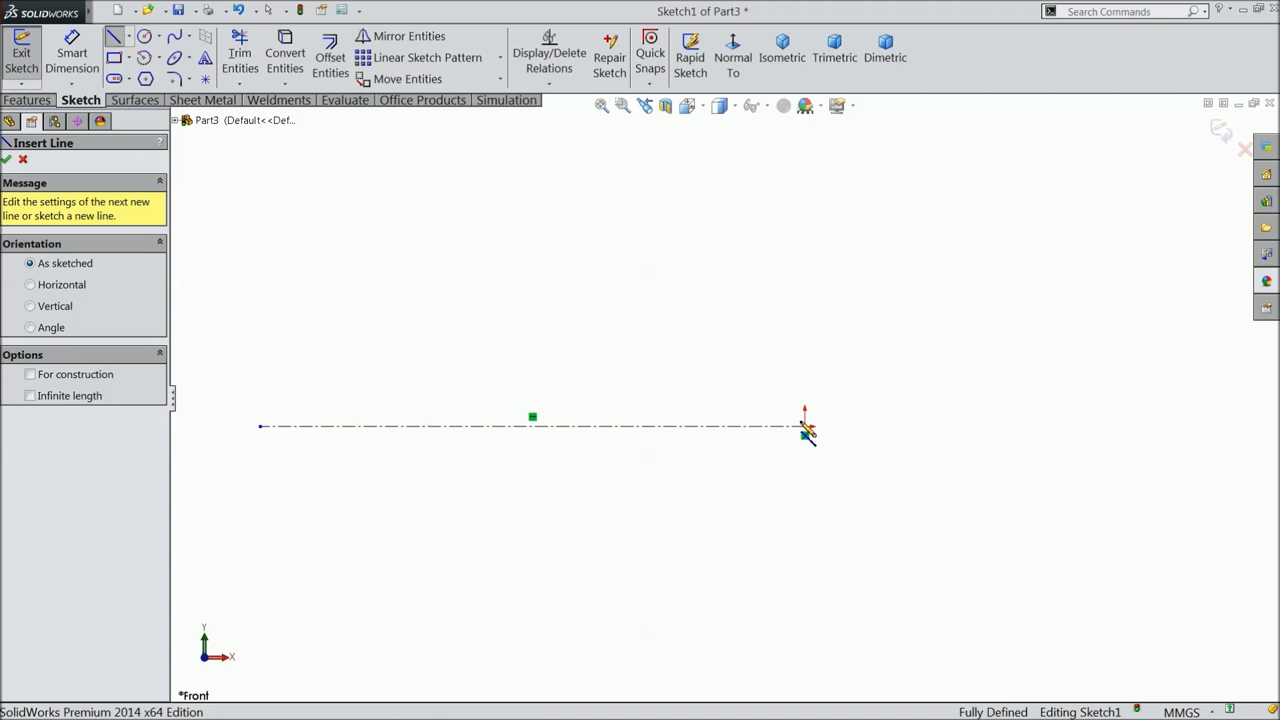 SOLIDWORKS
Sketch1 of Part3 *
Search Commands
Exit Sketch
Smart Dimension
Trim Entities
Convert Entities
Offset Entities
Mirror Entities
Linear Sketch Pattern
Move Entities
Display/Delete Relations
Repair Sketch
Quick Snaps
Rapid Sketch
Normal To
Isometric
Trimetric
Dimetric
Features
Sketch
Surfaces
Sheet Metal
Weldments
Evaluate
Office Products
Simulation
Part3 (Default<<Def...
Insert Line
?
Message
Edit the settings of the next new
line or sketch a new line.
Orientation
As sketched
Horizontal
Vertical
Angle
Options
For construction
Infinite length
Y
X
*Front
SolidWorks Premium 2014 x64 Edition
Fully Defined
Editing Sketch1
MMGS